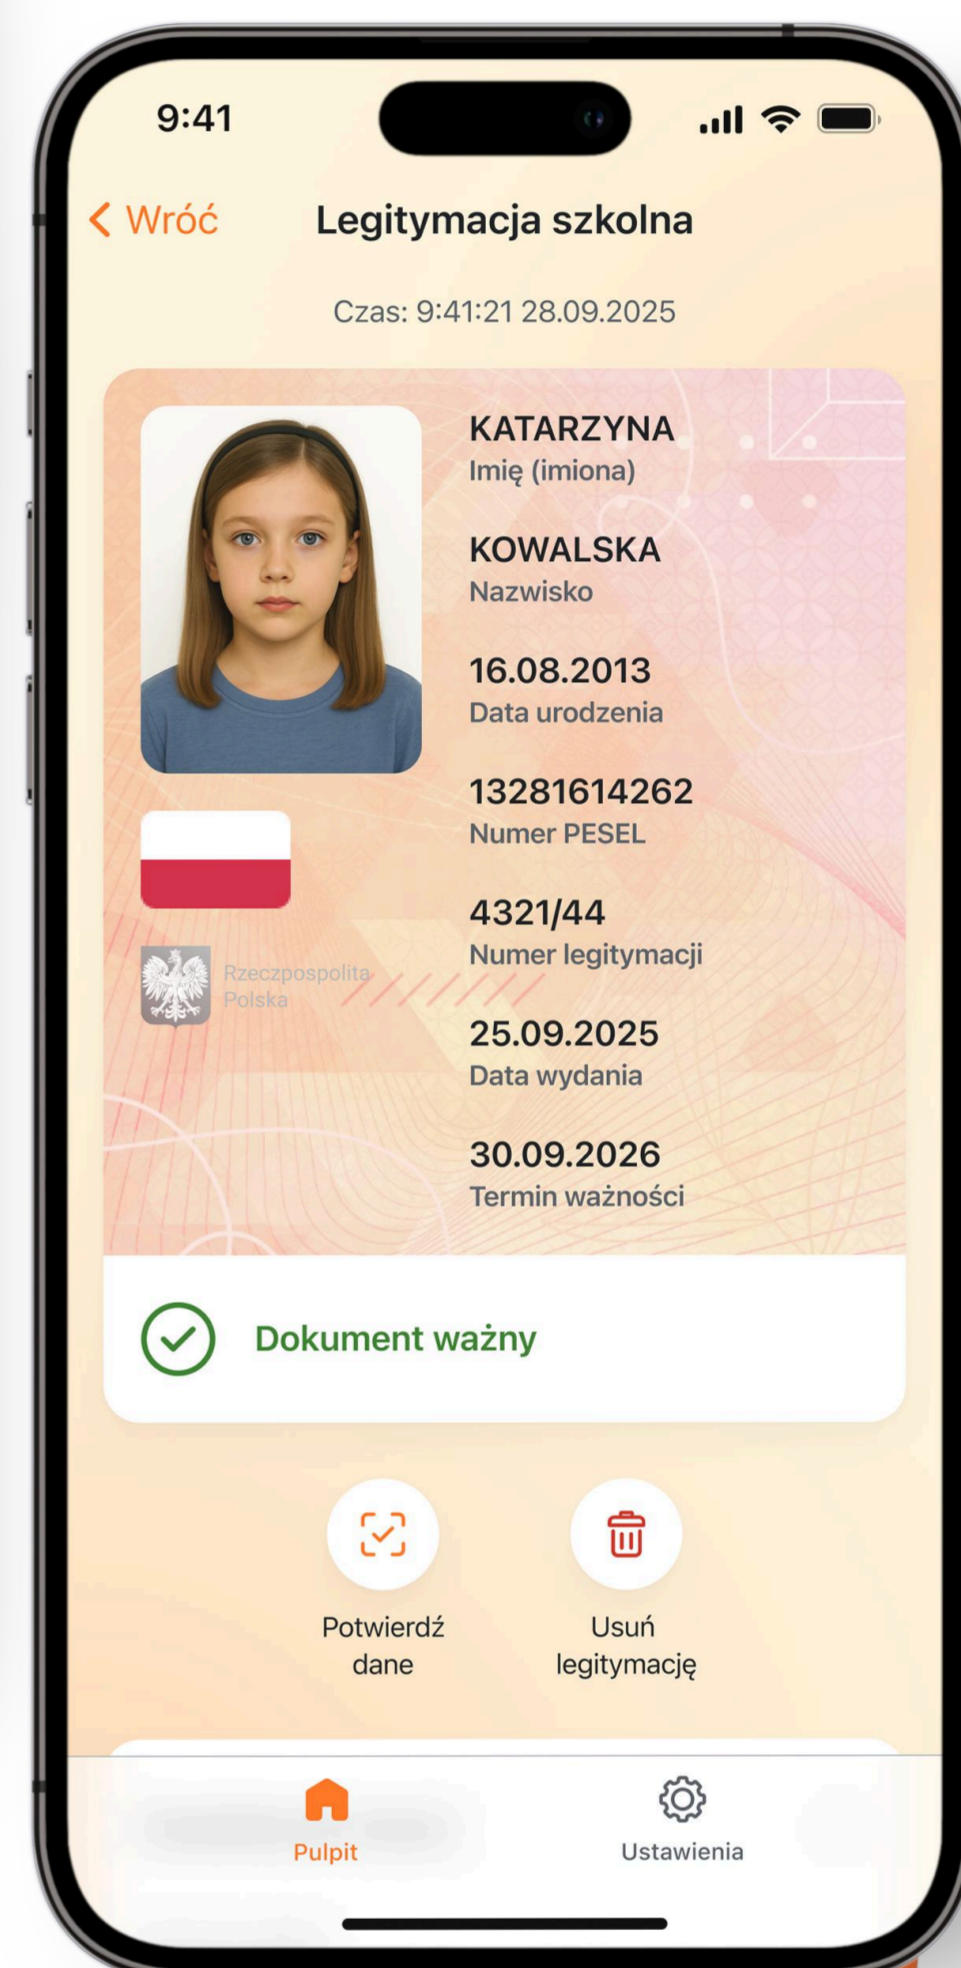 9:41
Wróć
Legitymacja szkolna
Czas: 9:41:21 28.09.2025
KATARZYNA
Imię (imiona)
KOWALSKA
Nazwisko
16.08.2013
Data urodzenia
13281614262
Numer PESEL
4321/44
Numer legitymacji
Rzeczpospolita
Polska
25.09.2025
Data wydania
30.09.2026
Termin ważności
Dokument ważny
Potwierdź
dane
Usuń
legitymację
Pulpit
Ustawienia